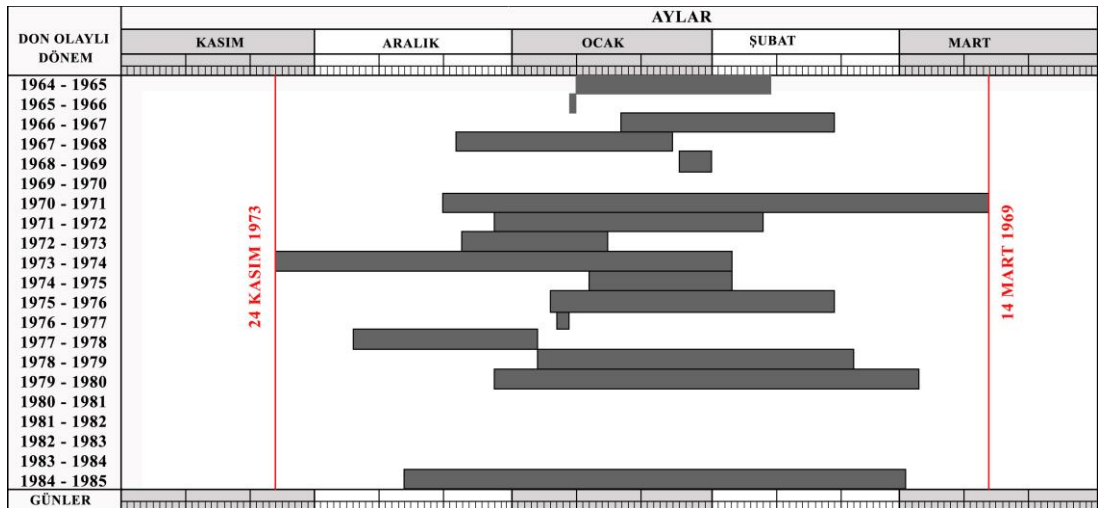 AYLAR
DON OLAYLI
DÖNEM
KASIM
ARALIK
OCAK
ŞUBAT
MART
1964 - 1965
1965 - 1966
1966 - 1967
1967 - 1968
1968 - 1969
1969 - 1970
1970 - 1971
1971 - 1972
1972 - 1973
1973 - 1974
1974 - 1975
1975 - 1976
1976 - 1977
1977 - 1978
1978 - 1979
1979 - 1980
1980 - 1981
1981 - 1982
1982 - 1983
1983 - 1984
1984 - 1985
24 KASIM 1973
14 MART 1969
GÜNLER